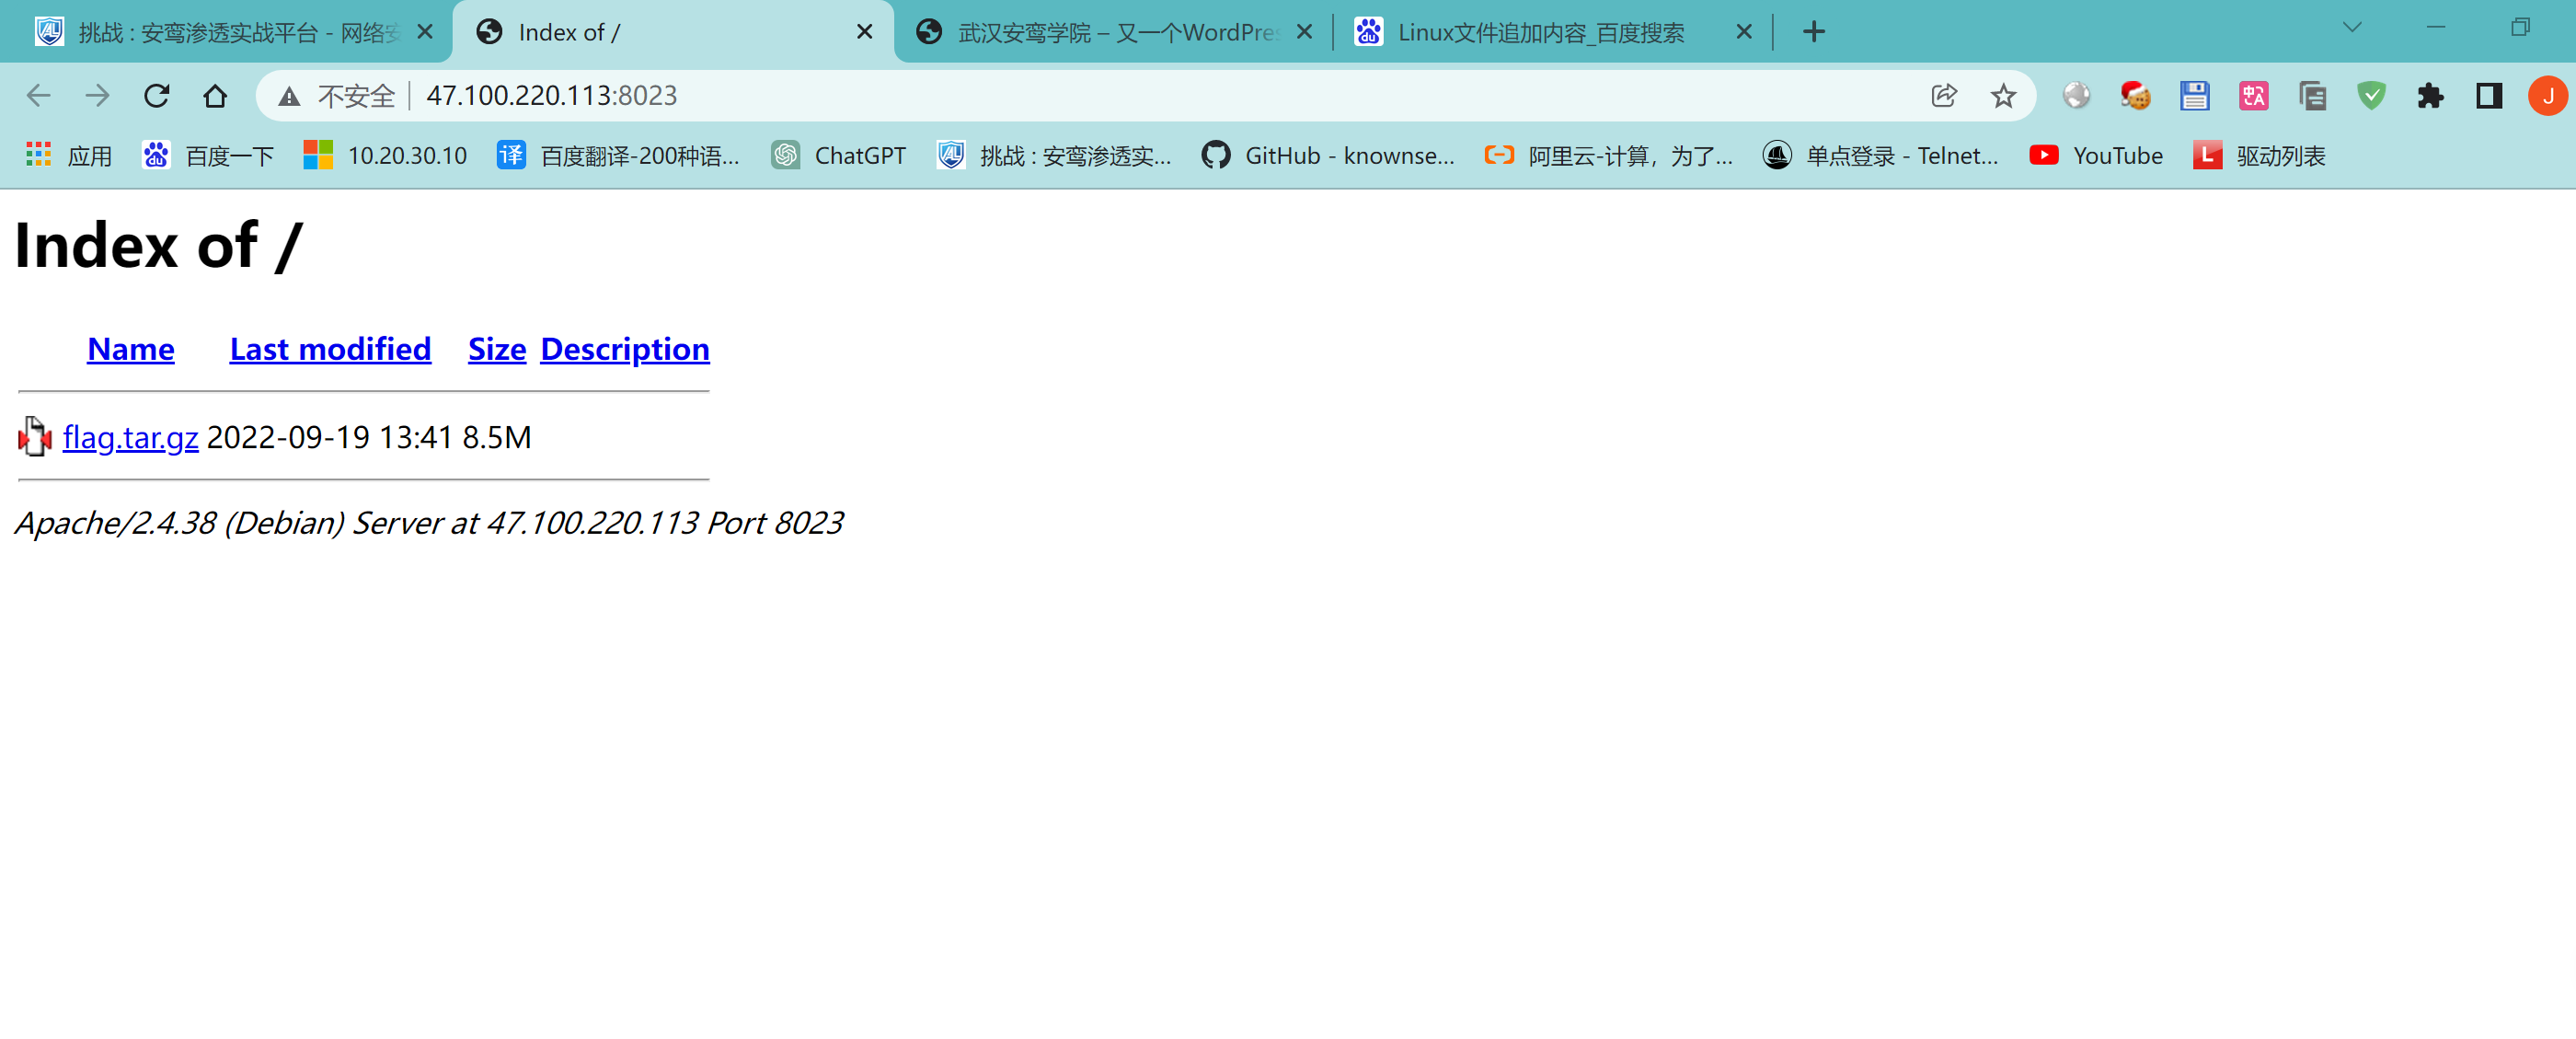 挑战 : 安鸾渗透实战平台 - 网络安
Index of /
武汉安鸾学院 – 又一个WordPres
Linux文件追加内容_百度搜索
不安全 47.100.220.113:8023
应用 百度一下 10.20.30.10 百度翻译-200种语... ChatGPT 挑战 : 安鸾渗透实... GitHub - knownse... 阿里云-计算，为了... 单点登录 - Telnet... YouTube 驱动列表
Index of /
Name Last modified Size Description
flag.tar.gz 2022-09-19 13:41 8.5M
Apache/2.4.38 (Debian) Server at 47.100.220.113 Port 8023